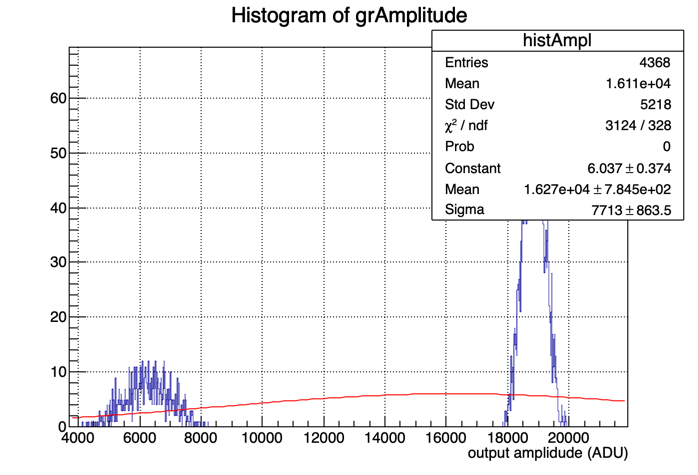 Histogram of grAmplitude
histAmpl
Entries 4368
Mean 1.611e+04
Std Dev 5218
χ² / ndf 3124 / 328
Prob 0
Constant 6.037 ± 0.374
Mean 1.627e+04 ± 7.845e+02
Sigma 7713 ± 863.5
60
50
40
30
20
10
0
4000 6000 8000 10000 12000 14000 16000 18000 20000
output amplidude (ADU)